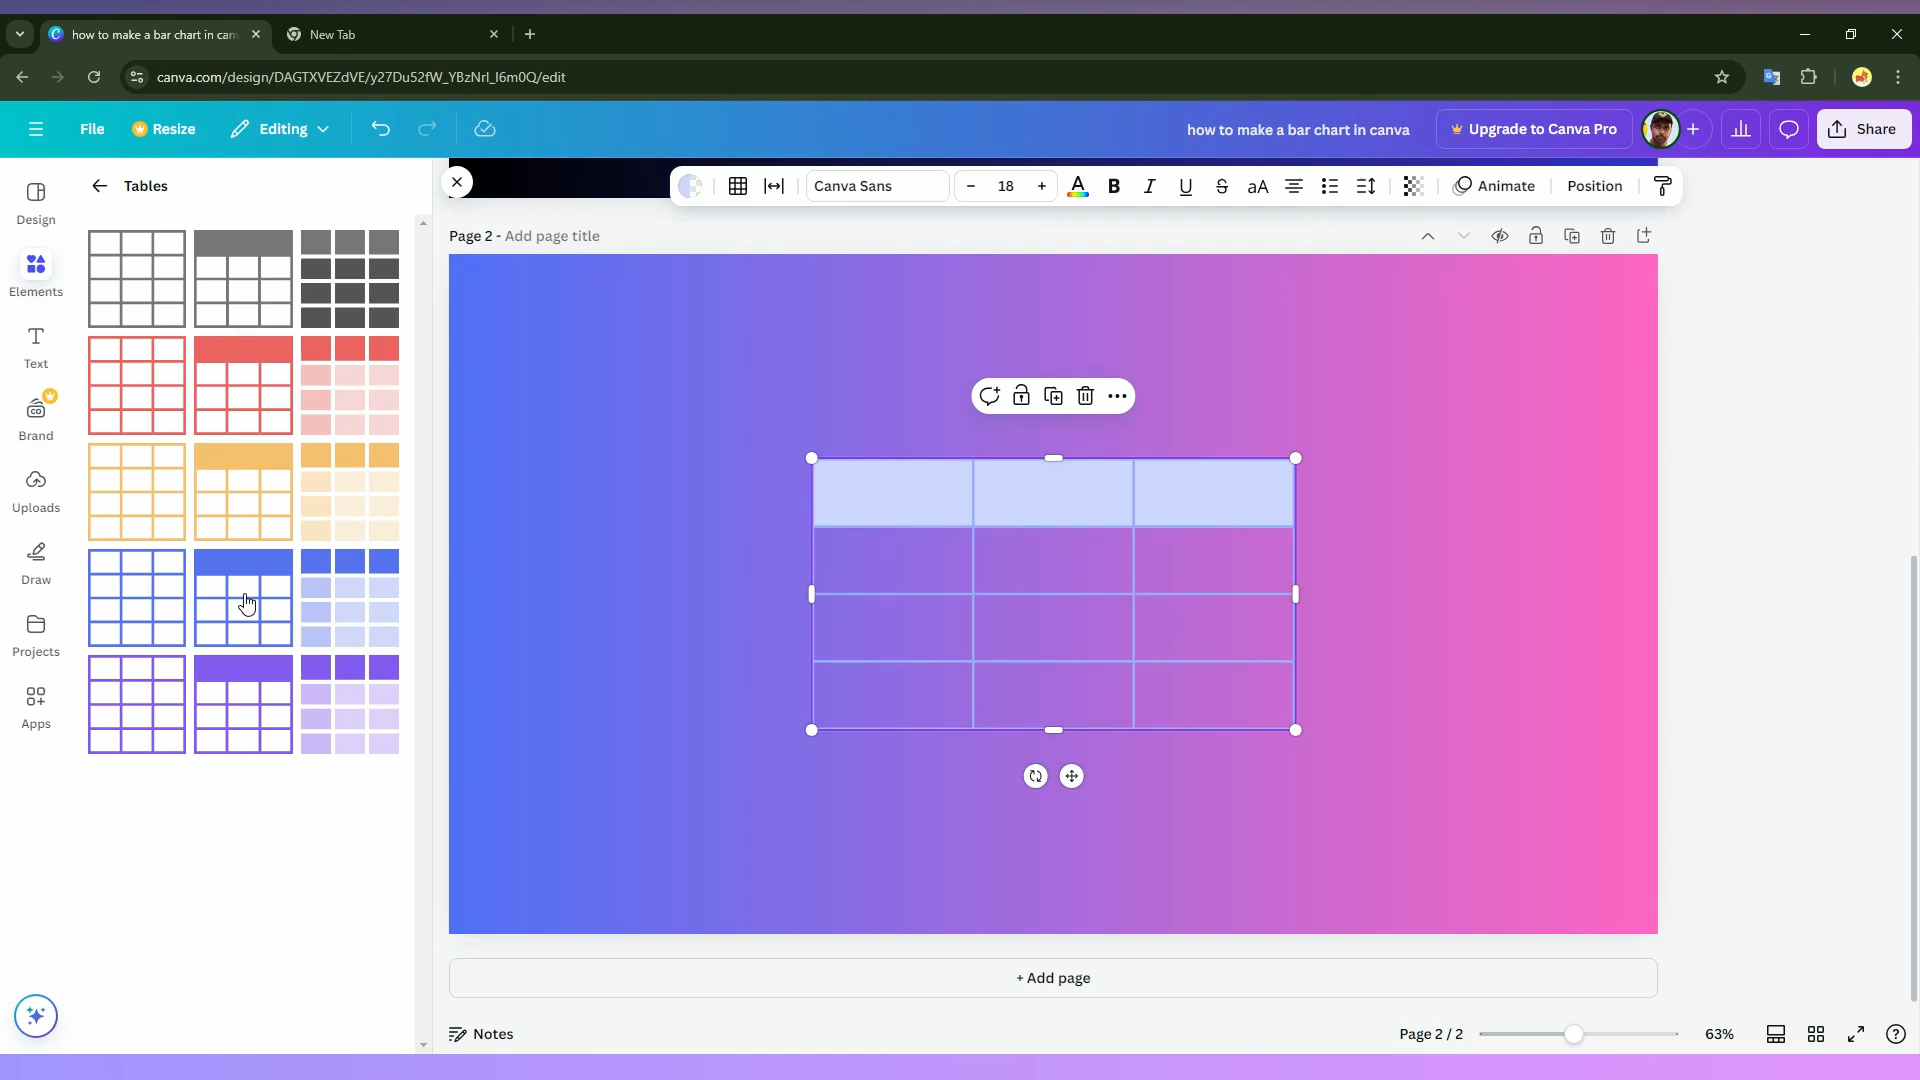 how to make a bar chart in can
New Tab
canva.com/design/DAGTXVEZdVE/y27Du52fW_YBzNrl_I6m0Q/edit
File
Resize
Editing
how to make a bar chart in canva
Upgrade to Canva Pro
Share
Design
Elements
Text
Brand
Uploads
Draw
Projects
Apps
Tables
Canva Sans
18
Animate
Position
Page 2 - Add page title
+ Add page
Notes
Page 2 / 2
63%